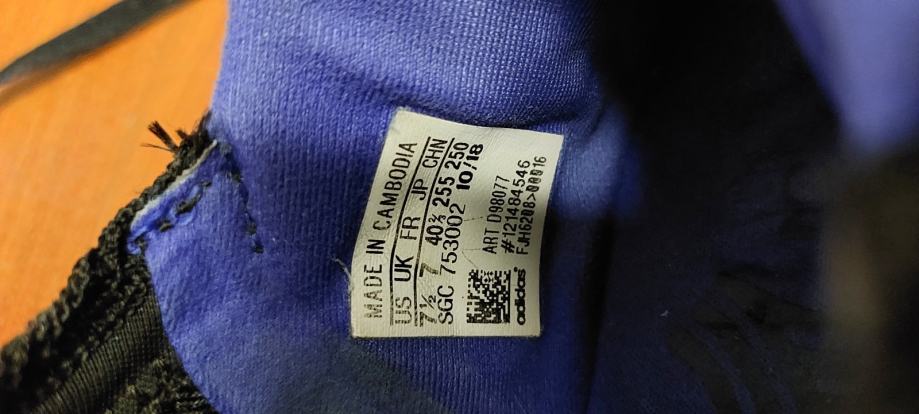 MADE IN CAMBODIA
US UK FR JP CHN
7½ 7 40⅔ 255 250
SGC 753002 10/18
ART D98077
#121484546
FJH6208>00016
adidas